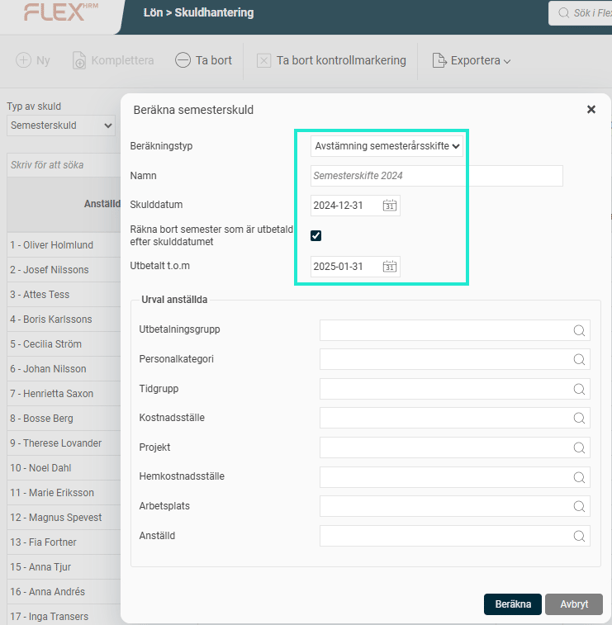 FLEX HRM
Lön > Skuldhantering
Sök i Fle
Ny
Komplettera
Ta bort
Ta bort kontrollmarkering
Exportera
Typ av skuld
Semesterskuld
Skriv för att söka
Anställd
1 - Oliver Holmlund
2 - Josef Nilssons
3 - Attes Tess
4 - Boris Karlssons
5 - Cecilia Ström
6 - Johan Nilsson
7 - Henrietta Saxon
8 - Bosse Berg
9 - Therese Lovander
10 - Noel Dahl
11 - Marie Eriksson
12 - Magnus Spevest
13 - Fia Fortner
15 - Anna Tjur
16 - Anna Andrés
17 - Inga Transers
Beräkna semesterskuld
Beräkningstyp
Avstämning semesterårsskifte
Namn
Semesterskifte 2024
Skulddatum
2024-12-31
31
Räkna bort semester som är utbetald
efter skulddatumet
Utbetalt t.o.m
2025-01-31
31
Urval anställda
Utbetalningsgrupp
Personalkategori
Tidgrupp
Kostnadsställe
Projekt
Hemkostnadsställe
Arbetsplats
Anställd
Beräkna
Avbryt